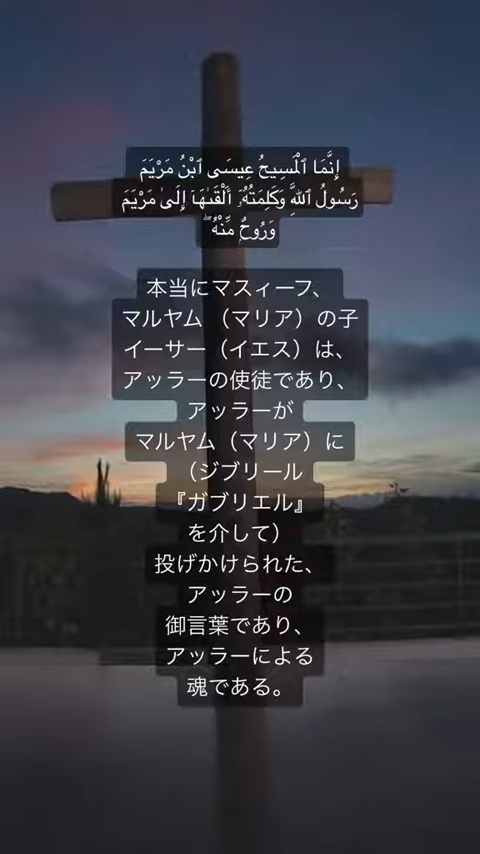 إِنَّمَا ٱلْمَسِيحُ عِيسَى ٱبْنُ مَرْيَمَ
رَسُولُ ٱللَّهِ وَكَلِمَتُهُۥٓ أَلْقَىٰهَآ إِلَىٰ مَرْيَمَ
وَرُوحٌ مِّنْهُ ۖ
本当にマスィーフ、
マルヤム （マリア）の子
イーサー（イエス）は、
アッラーの使徒であり、
アッラーが
マルヤム（マリア）に
（ジブリール
『ガブリエル』
を介して）
投げかけられた、
アッラーの
御言葉であり、
アッラーによる
魂である。